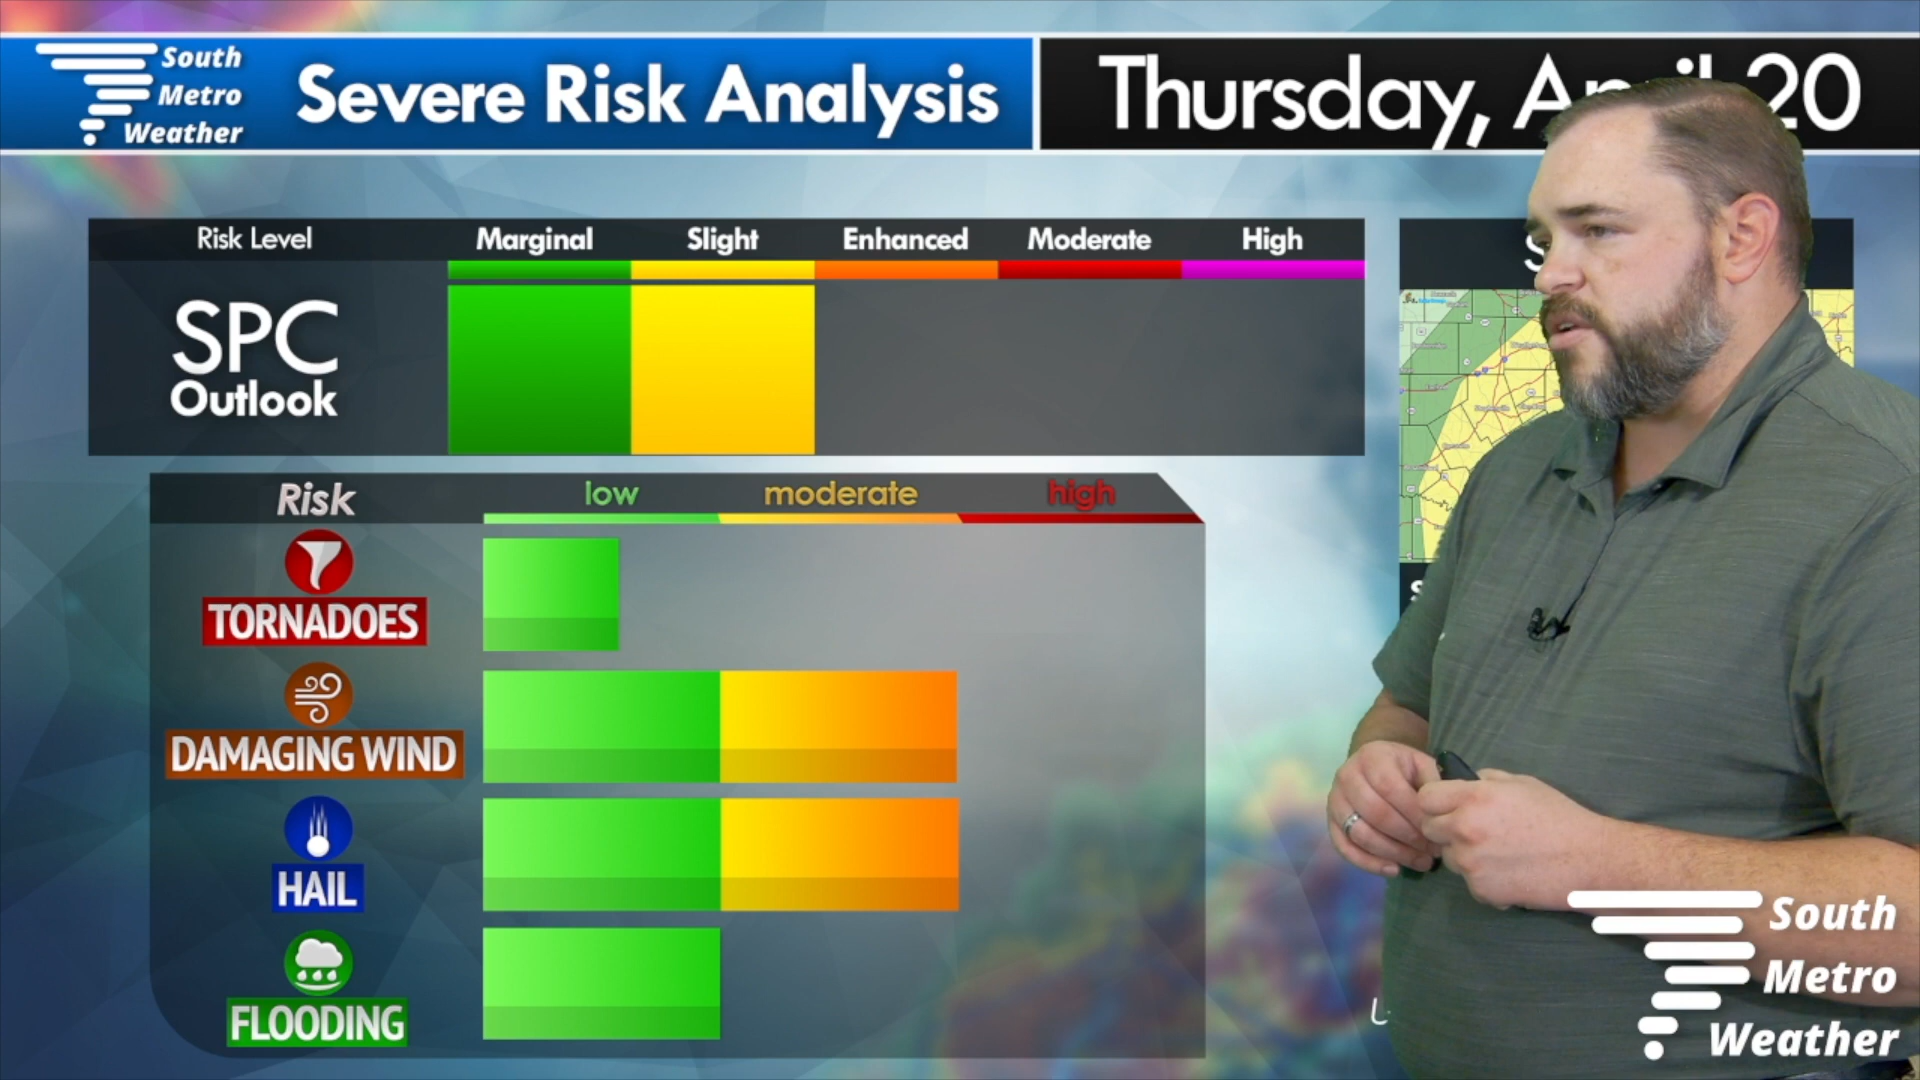 South
Metro
Weather
Severe Risk Analysis
Thursday, April 20
Risk Level
Marginal
Slight
Enhanced
Moderate
High
SPC
Outlook
Risk
low
moderate
high
TORNADOES
DAMAGING WIND
HAIL
FLOODING
South
Metro
Weather